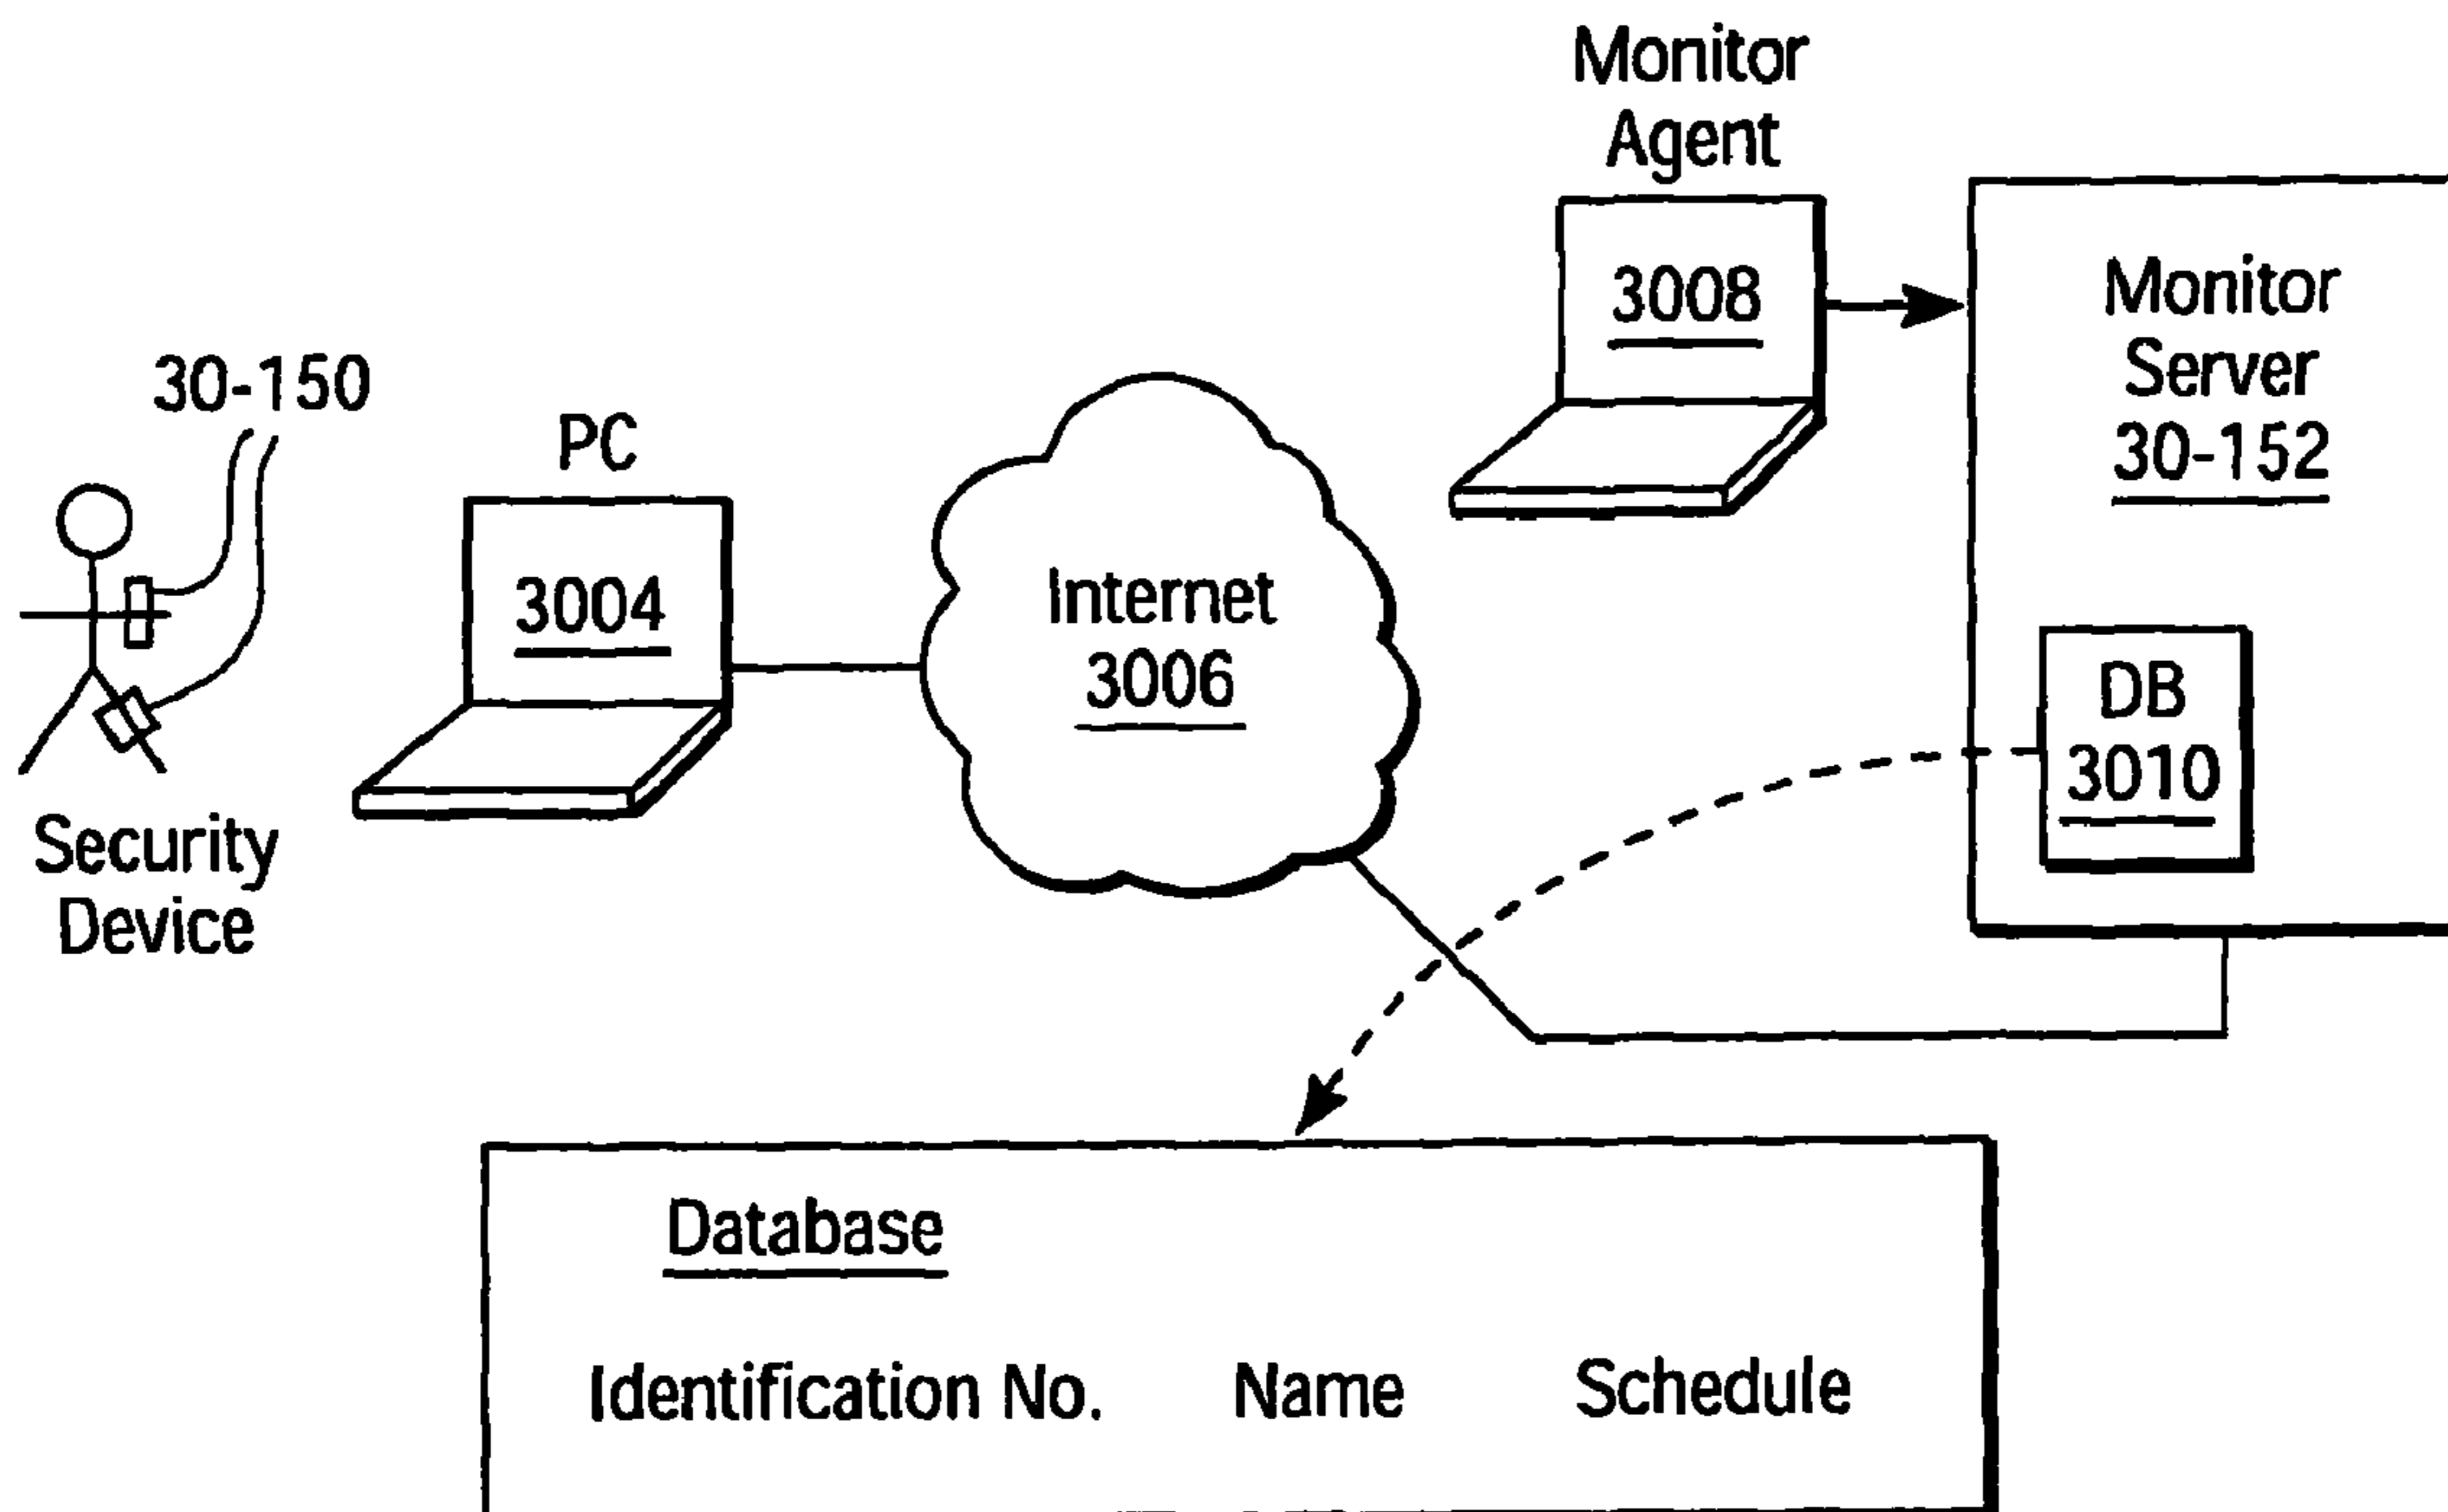 Monitor
Agent
3008
Monitor
Server
30-152
30-150
PC
3004
Internet
3006
DB
3010
Security
Device
Database
Identification No. Name Schedule